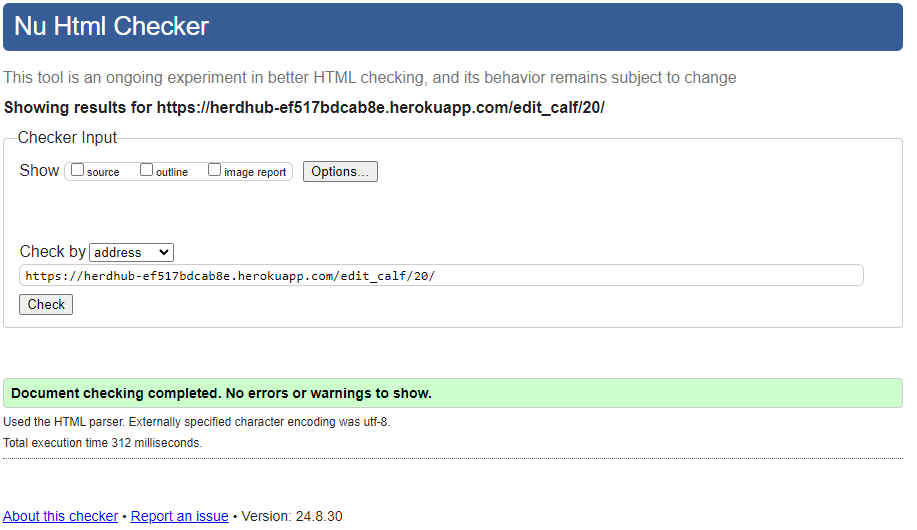 Nu Html Checker
This tool is an ongoing experiment in better HTML checking, and its behavior remains subject to change
Showing results for https://herdhub-ef517bdcab8e.herokuapp.com/edit_calf/20/
Checker Input
Show source outline image report Options...
Check by address
https://herdhub-ef517bdcab8e.herokuapp.com/edit_calf/20/
Check
Document checking completed. No errors or warnings to show.
Used the HTML parser. Externally specified character encoding was utf-8.
Total execution time 312 milliseconds.
About this checker • Report an issue • Version: 24.8.30